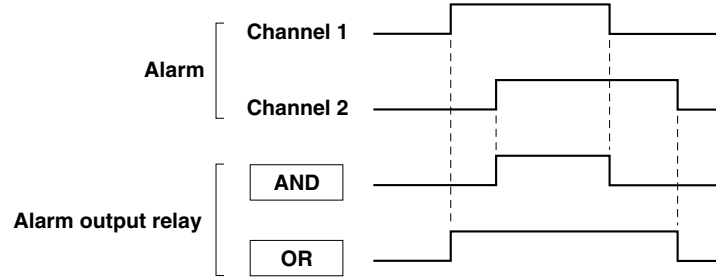 Channel 1
Alarm
Channel 2
AND
Alarm output relay
OR